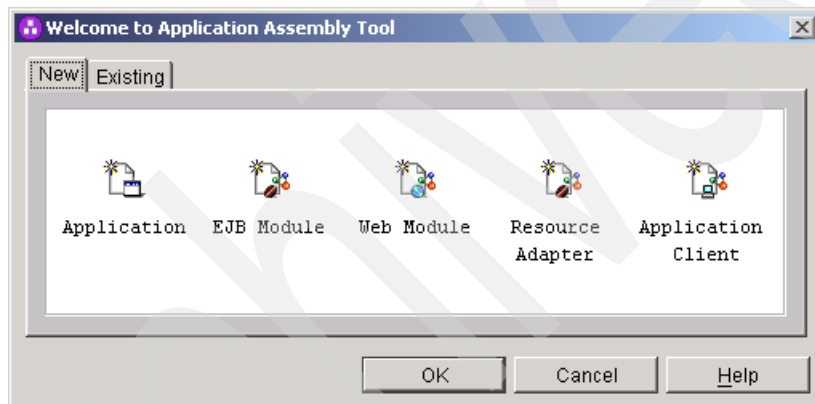 Welcome to Application Assembly Tool
New Existing
Application EJB Module Web Module Resource Adapter Application Client
OK Cancel Help